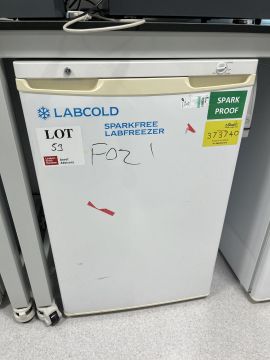 LABCOLD
SPARKFREE
LABFREEZER
SPARK
PROOF
LOT
53
373740
F02 1